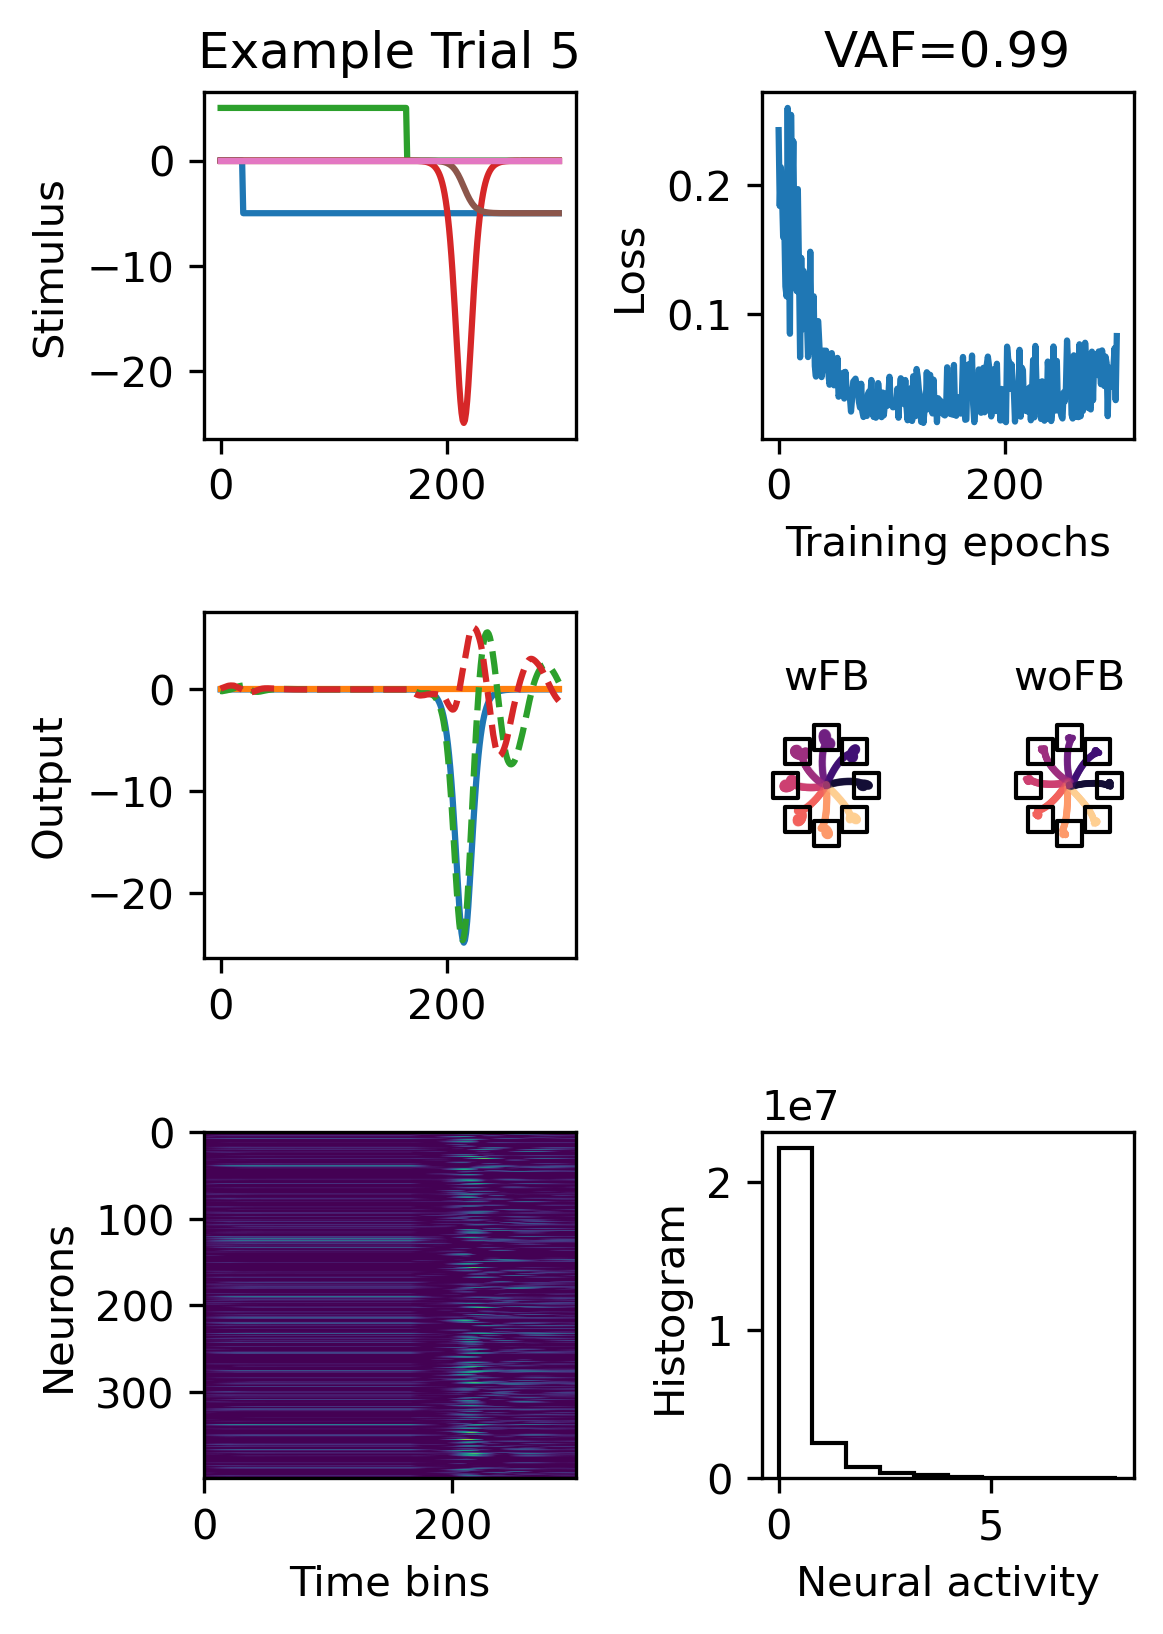 Example Trial 5
VAF=0.99
Stimulus
0
−10
−20
0
200
Loss
0.2
0.1
0
200
Training epochs
Output
0
−10
−20
0
200
wFB
woFB
Neurons
0
100
200
300
0
200
Time bins
1e7
Histogram
2
1
0
0
5
Neural activity